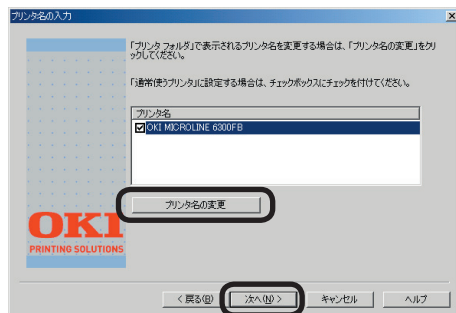 プリンタ名の入力
「プリンタ フォルダ」で表示されるプリンタ名を変更する場合は、「プリンタ名の変更」をクリ
ックしてください。
「通常使うプリンタ」に設定する場合は、チェックボックスにチェックを付けてください。
プリンタ名
OKI MICROLINE 6300FB
プリンタ名の変更
OKI
PRINTING SOLUTIONS
< 戻る(B)
次へ(N) >
キャンセル
ヘルプ